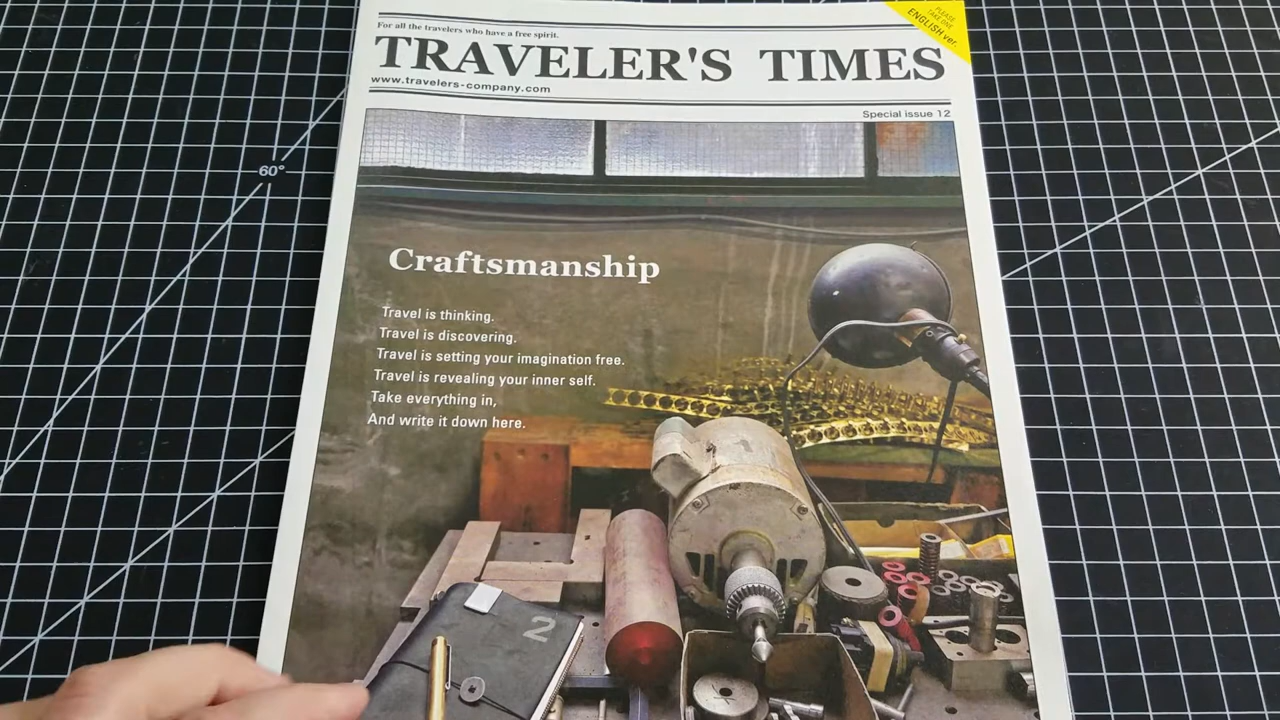 For all the travelers who have a free spirit.
TRAVELER'S TIMES
www.travelers-company.com
PLEASE
TAKE ONE
ENGLISH ver.
Special issue 12
60°
Craftsmanship
Travel is thinking.
Travel is discovering.
Travel is setting your imagination free.
Travel is revealing your inner self.
Take everything in,
And write it down here.
2